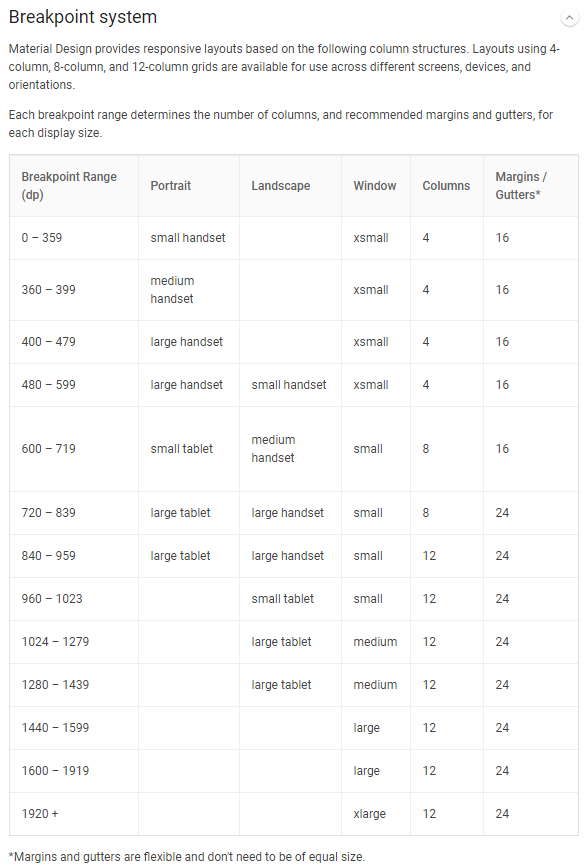 Breakpoint system
Material Design provides responsive layouts based on the following column structures. Layouts using 4-
column, 8-column, and 12-column grids are available for use across different screens, devices, and
orientations.
Each breakpoint range determines the number of columns, and recommended margins and gutters, for
each display size.
Breakpoint Range (dp) Portrait Landscape Window Columns Margins / Gutters*
0 – 359 small handset xsmall 4 16
360 – 399 medium handset xsmall 4 16
400 – 479 large handset xsmall 4 16
480 – 599 large handset small handset xsmall 4 16
600 – 719 small tablet medium handset small 8 16
720 – 839 large tablet large handset small 8 24
840 – 959 large tablet large handset small 12 24
960 – 1023 small tablet small 12 24
1024 – 1279 large tablet medium 12 24
1280 – 1439 large tablet medium 12 24
1440 – 1599 large 12 24
1600 – 1919 large 12 24
1920 + xlarge 12 24
*Margins and gutters are flexible and don't need to be of equal size.